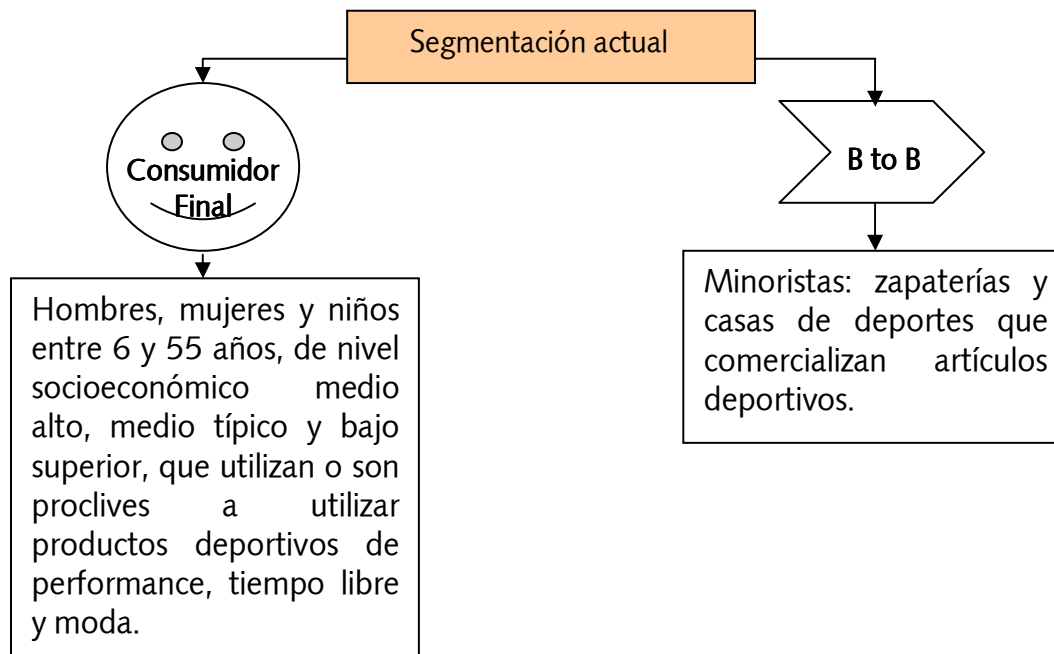 Segmentación actual
Consumidor
Final
B to B
Hombres, mujeres y niños
entre 6 y 55 años, de nivel
socioeconómico medio
alto, medio típico y bajo
superior, que utilizan o son
proclives a utilizar
productos deportivos de
performance, tiempo libre
y moda.
Minoristas: zapaterías y
casas de deportes que
comercializan artículos
deportivos.